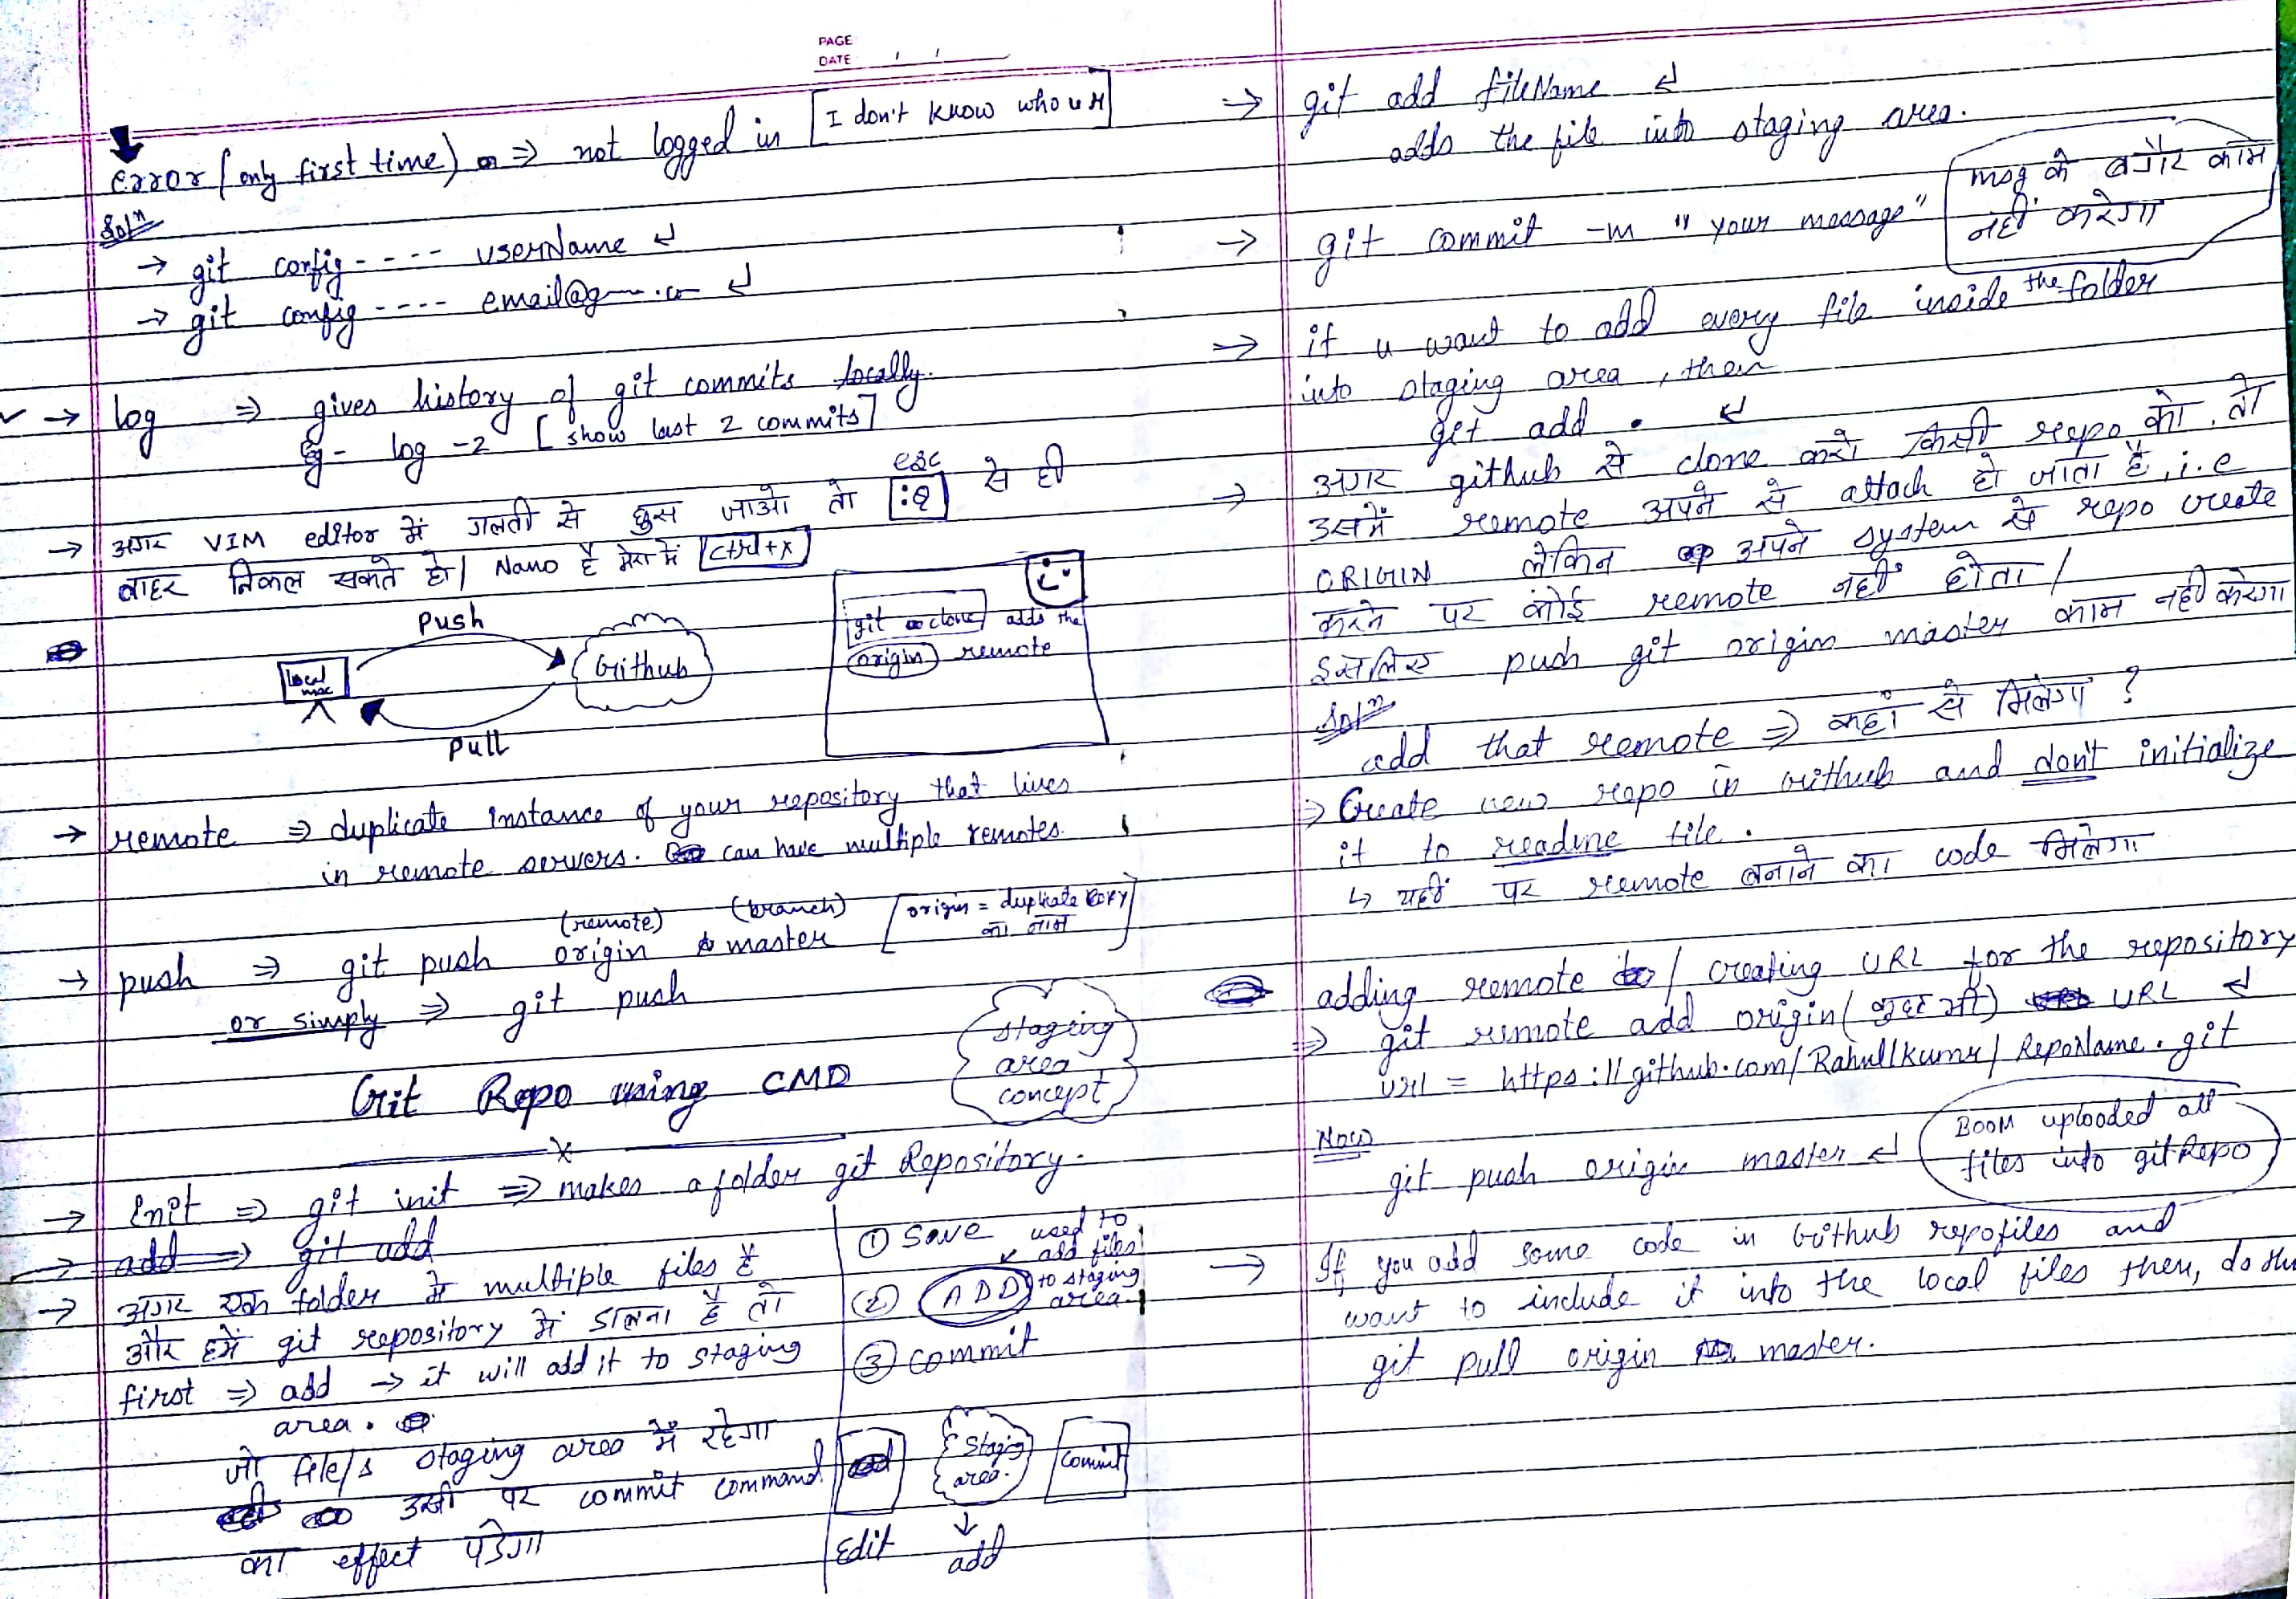 PAGE
DATE
error (only first time) => not logged in [I don't know who u r]
Solⁿ
→ git config ---- userName ↵
→ git config ---- email@g
→ log => gives history of git commits locally.
eg- log -2 [show last 2 commits]
→ अगर VIM editor में गलती से घुस जाओ तो esc :q से ही
बाहर निकल सकते हो| Nano है मेरा में ctrl+x
Push
local mac
Github
Pull
git clone adds the
origin remote
→ remote => duplicate instance of your repository that lives
in remote servers. can have multiple remotes.
(remote) (branch)
→ push => git push origin master [origin = duplicate copy का नाम]
or simply => git push
staging
area
concept
Git Repo using CMD
→ Init => git init => makes a folder git Repository.
→ add => git add
→ अगर एक folder में multiple files है
और हमें git repository में डालना है तो
first => add → it will add it to staging
area.
जो file/s staging area में रहेगा
उसी पर commit command
का effect पड़ेगा
① Save
② ADD used to add files to staging area
③ commit
Staging
area.
commit
Edit
add
→ git add fileName ↵
adds the file into staging area.
→ git commit -m "your message"
msg के बगैर काम
नहीं करेगा
=> if u want to add every file inside the folder
into staging area, then
get add . ↵
→ अगर github से clone करो किसी repo को, तो
उसमें remote अपने से attach हो जाता है, i.e
ORIGIN लेकिन अपने system से repo create
करने पर कोई remote नहीं होता /
इसलिए push git origin master काम नहीं करेगा
Solⁿ
add that remote => कहां से मिलेगा ?
=> Create new repo in Github and don't initialize
it to readme file.
↳ यहीं पर remote बनाने का code मिलेगा
adding remote / creating URL for the repository
=> git remote add origin (कुछ भी) URL ↵
url = https://github.com/RahullKumr/RepoName.git
Now
git push origin master ↵
BOOM uploaded all
files into gitRepo
→ If you add some code in Github repofiles and
want to include it into the local files then, do this
git pull origin master.